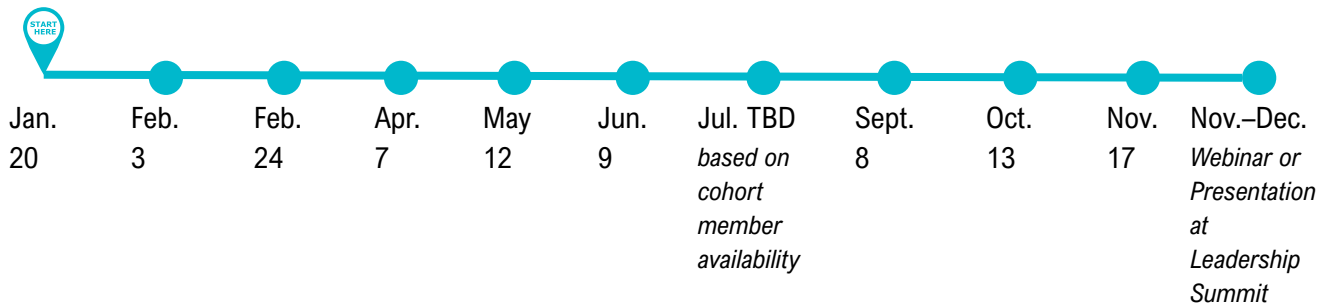 START
HERE
Jan. Feb. Feb. Apr. May Jun. Jul. TBD Sept. Oct. Nov. Nov.–Dec.
20 3 24 7 12 9 based on 8 13 17 Webinar or
cohort Presentation
member at
availability Leadership
Summit